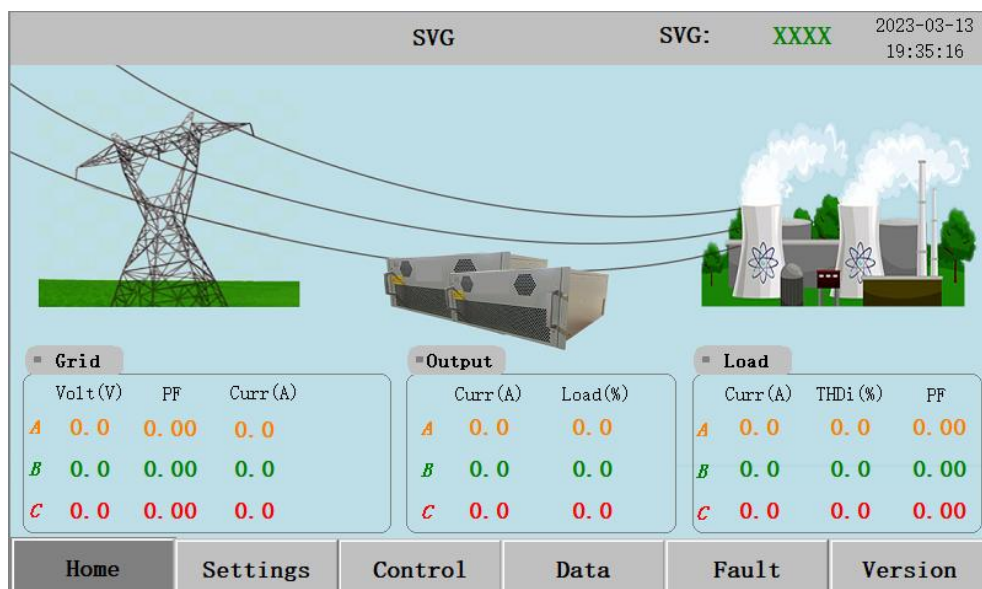 SVG SVG: XXXX 2023-03-13
19:35:16
Grid
Volt(V) PF Curr(A)
A 0.0 0.00 0.0
B 0.0 0.00 0.0
C 0.0 0.00 0.0
Output
Curr(A) Load(%)
A 0.0 0.0
B 0.0 0.0
C 0.0 0.0
Load
Curr(A) THDi(%) PF
A 0.0 0.0 0.00
B 0.0 0.0 0.00
C 0.0 0.0 0.00
Home Settings Control Data Fault Version